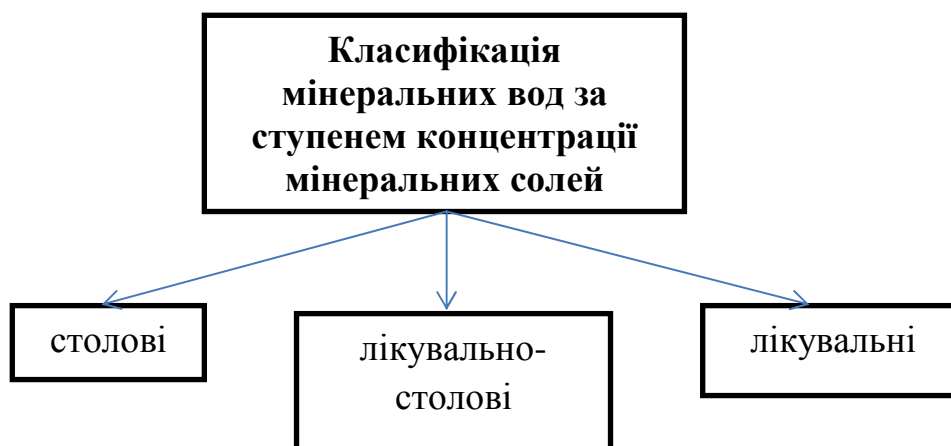 Класифікація
мінеральних вод за
ступенем концентрації
мінеральних солей
столові
лікувально-
столові
лікувальні